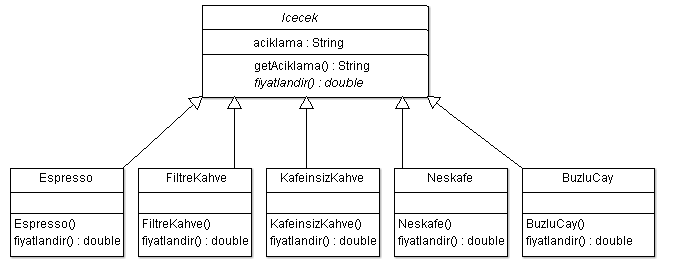 Icecek
aciklama : String
getAciklama() : String
fiyatlandir() : double
Espresso
Espresso()
fiyatlandir() : double
FiltreKahve
FiltreKahve()
fiyatlandir() : double
KafeinsizKahve
KafeinsizKahve()
fiyatlandir() : double
Neskafe
Neskafe()
fiyatlandir() : double
BuzluCay
BuzluCay()
fiyatlandir() : double